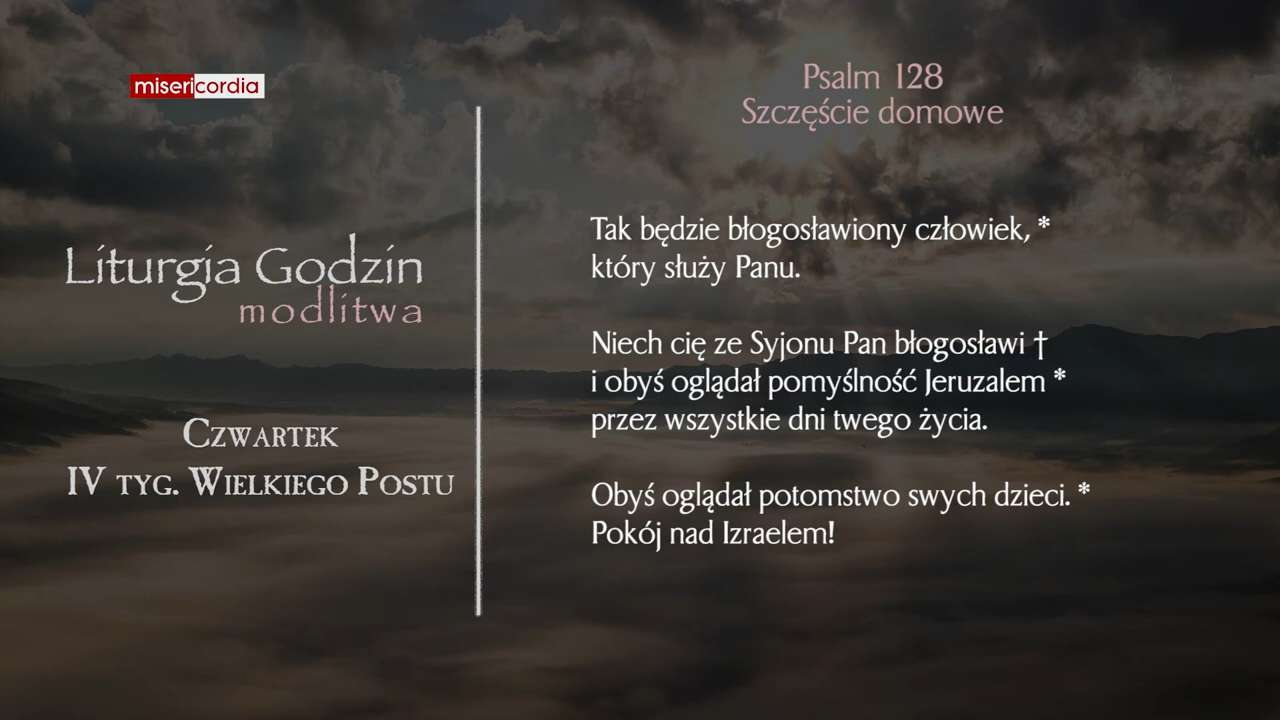 misericordia
Liturgia Godzin
modlitwa
Czwartek
IV tyg. Wielkiego Postu
Psalm 128
Szczęście domowe
Tak będzie błogosławiony człowiek, *
który służy Panu.
Niech cię ze Syjonu Pan błogosławi †
i obyś oglądał pomyślność Jeruzalem *
przez wszystkie dni twego życia.
Obyś oglądał potomstwo swych dzieci. *
Pokój nad Izraelem!